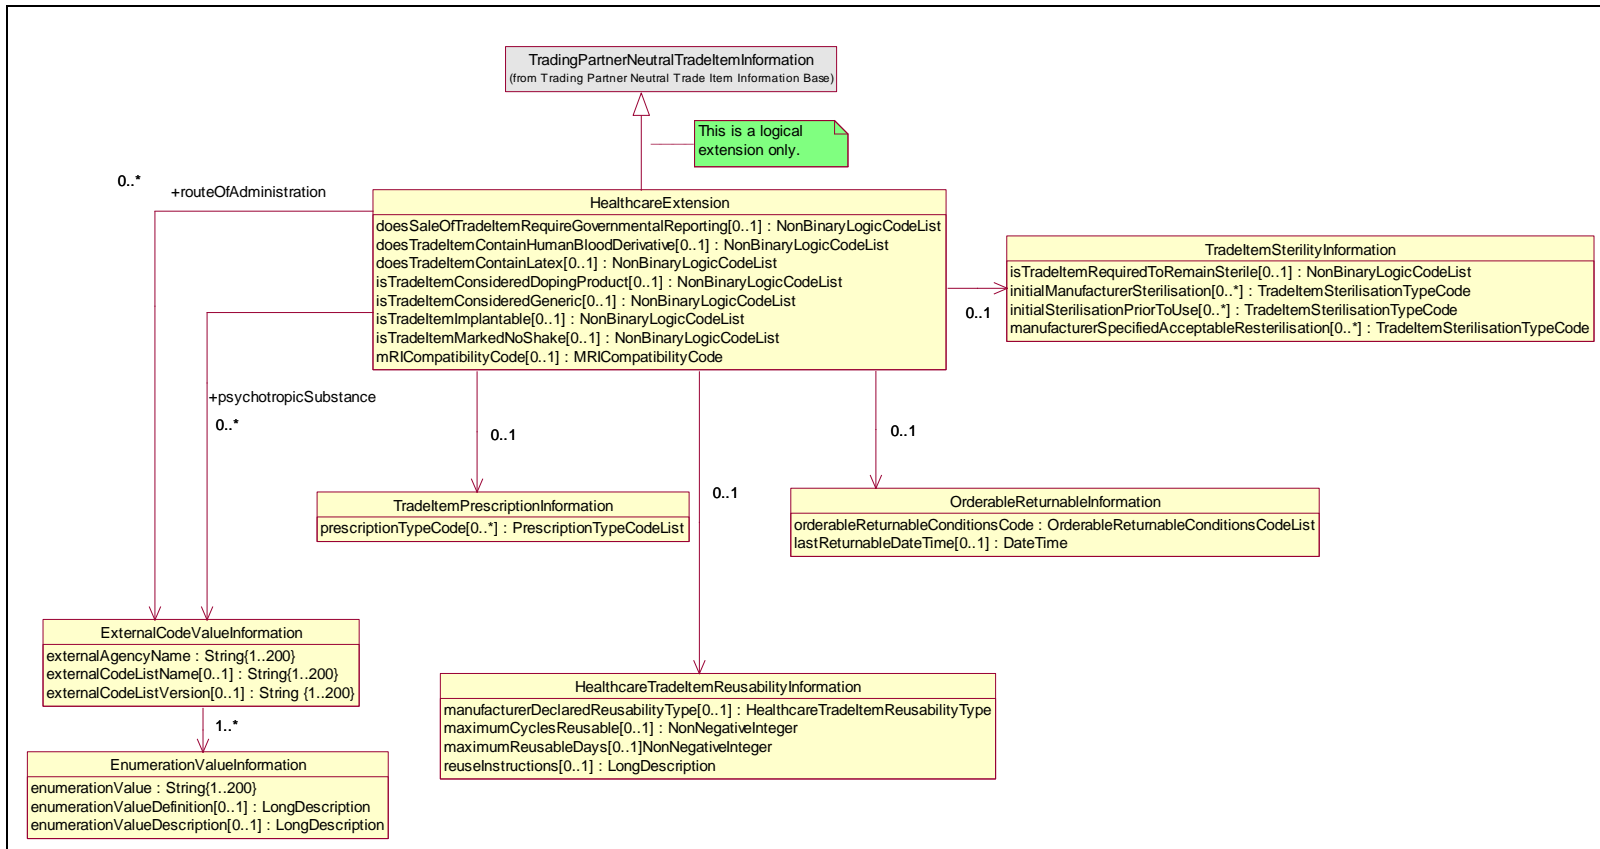 TradingPartnerNeutralTradeItemInformation
(from Trading Partner Neutral Trade Item Information Base)
This is a logical
extension only.
0..*
+routeOfAdministration
HealthcareExtension
doesSaleOfTradeItemRequireGovernmentalReporting[0..1] : NonBinaryLogicCodeList
doesTradeItemContainHumanBloodDerivative[0..1] : NonBinaryLogicCodeList
doesTradeItemContainLatex[0..1] : NonBinaryLogicCodeList
isTradeItemConsideredDopingProduct[0..1] : NonBinaryLogicCodeList
isTradeItemConsideredGeneric[0..1] : NonBinaryLogicCodeList
isTradeItemImplantable[0..1] : NonBinaryLogicCodeList
isTradeItemMarkedNoShake[0..1] : NonBinaryLogicCodeList
mRICompatibilityCode[0..1] : MRICompatibilityCode
0..1
TradeItemSterilityInformation
isTradeItemRequiredToRemainSterile[0..1] : NonBinaryLogicCodeList
initialManufacturerSterilisation[0..*] : TradeItemSterilisationTypeCode
initialSterilisationPriorToUse[0..*] : TradeItemSterilisationTypeCode
manufacturerSpecifiedAcceptableResterilisation[0..*] : TradeItemSterilisationTypeCode
+psychotropicSubstance
0..*
0..1
0..1
0..1
TradeItemPrescriptionInformation
prescriptionTypeCode[0..*] : PrescriptionTypeCodeList
OrderableReturnableInformation
orderableReturnableConditionsCode : OrderableReturnableConditionsCodeList
lastReturnableDateTime[0..1] : DateTime
ExternalCodeValueInformation
externalAgencyName : String{1..200}
externalCodeListName[0..1] : String{1..200}
externalCodeListVersion[0..1] : String {1..200}
1..*
HealthcareTradeItemReusabilityInformation
manufacturerDeclaredReusabilityType[0..1] : HealthcareTradeItemReusabilityType
maximumCyclesReusable[0..1] : NonNegativeInteger
maximumReusableDays[0..1]NonNegativeInteger
reuseInstructions[0..1] : LongDescription
EnumerationValueInformation
enumerationValue : String{1..200}
enumerationValueDefinition[0..1] : LongDescription
enumerationValueDescription[0..1] : LongDescription